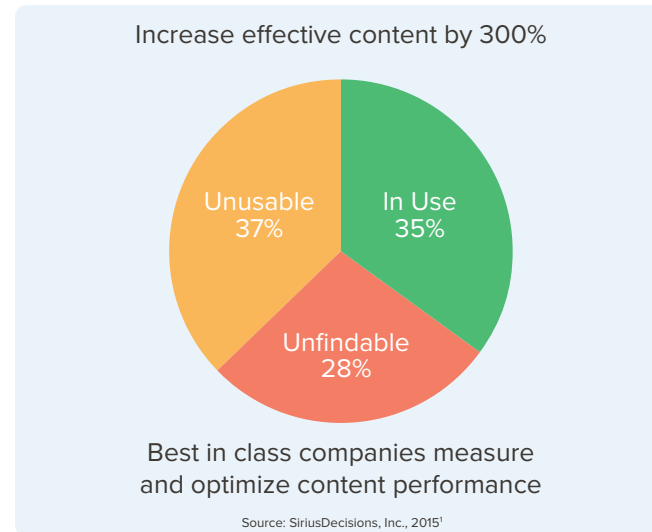 Increase effective content by 300%
Unusable
37%
In Use
35%
Unfindable
28%
Best in class companies measure
and optimize content performance
Source: SiriusDecisions, Inc., 2015¹